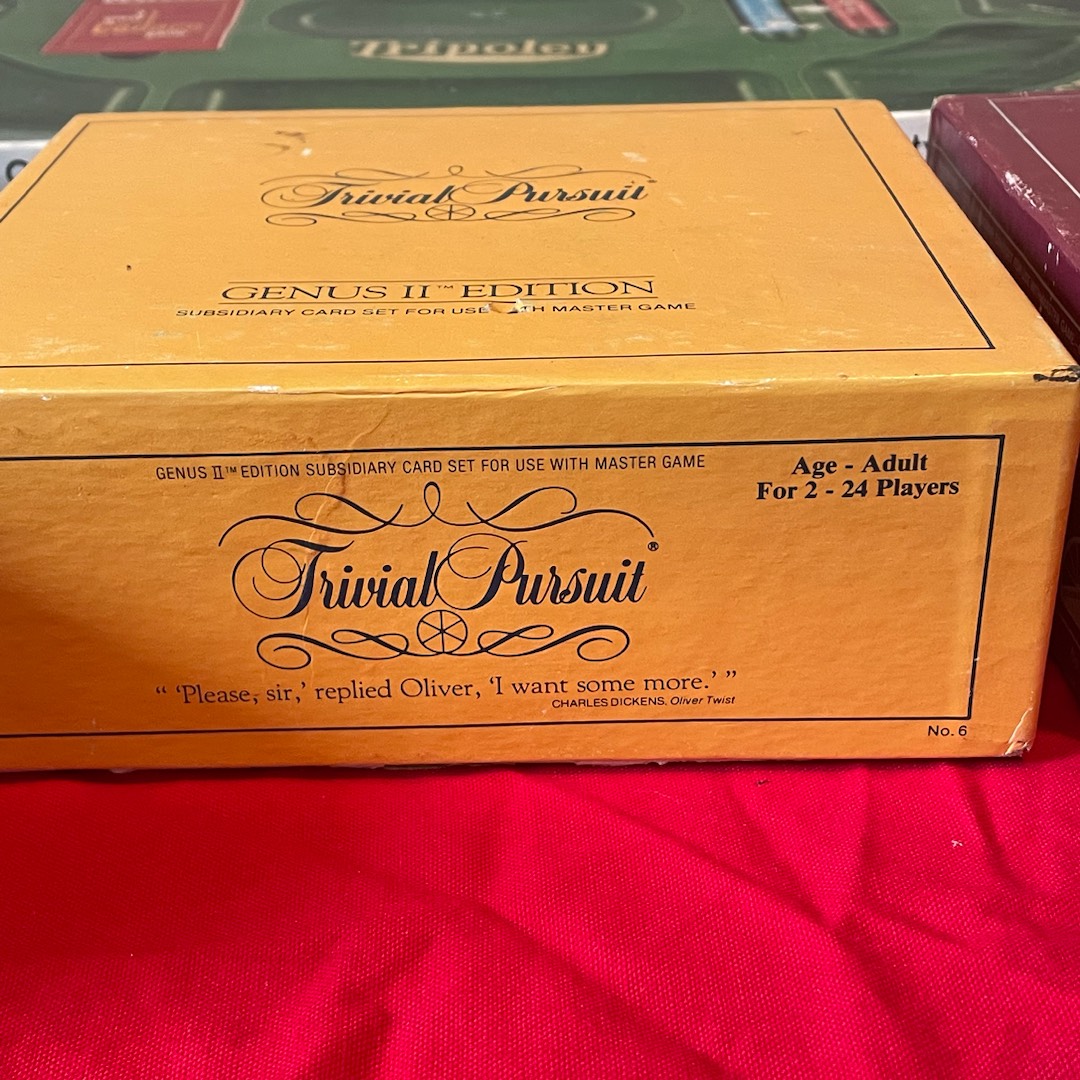 Tripoley
Trivial Pursuit®
GENUS II™ EDITION
SUBSIDIARY CARD SET FOR USE TH MASTER GAME
GENUS II™ EDITION SUBSIDIARY CARD SET FOR USE WITH MASTER GAME
Age - Adult
For 2 - 24 Players
Trivial Pursuit®
“ ‘Please, sir,’ replied Oliver, ‘I want some more.’ ”
CHARLES DICKENS, Oliver Twist
No. 6